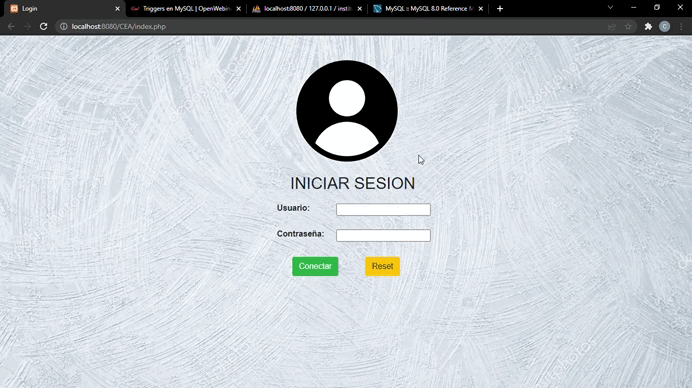 Login
Triggers en MySQL | OpenWebin
localhost:8080 / 127.0.0.1 / instit
MySQL :: MySQL 8.0 Reference M
localhost:8080/CEA/index.php
C
INICIAR SESION
Usuario:
Contraseña:
Conectar
Reset